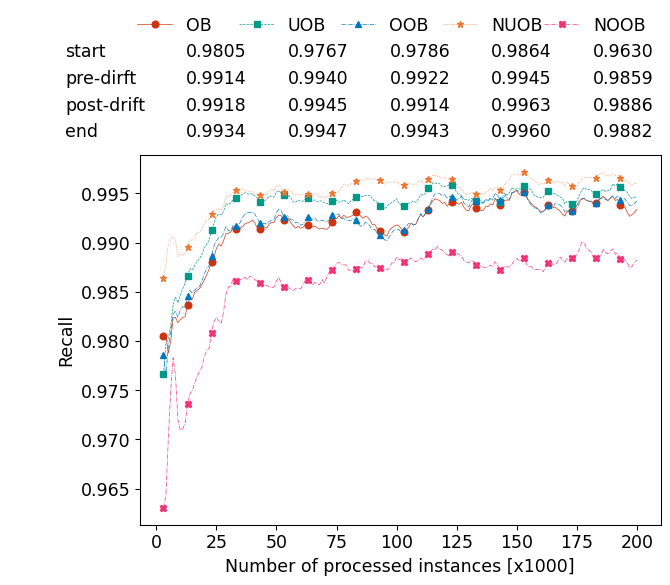 OB UOB OOB NUOB NOOB
start 0.9805 0.9767 0.9786 0.9864 0.9630
pre-dirft 0.9914 0.9940 0.9922 0.9945 0.9859
post-drift 0.9918 0.9945 0.9914 0.9963 0.9886
end 0.9934 0.9947 0.9943 0.9960 0.9882
0.995
0.990
0.985
0.980
0.975
0.970
0.965
Recall
0 25 50 75 100 125 150 175 200
Number of processed instances [x1000]